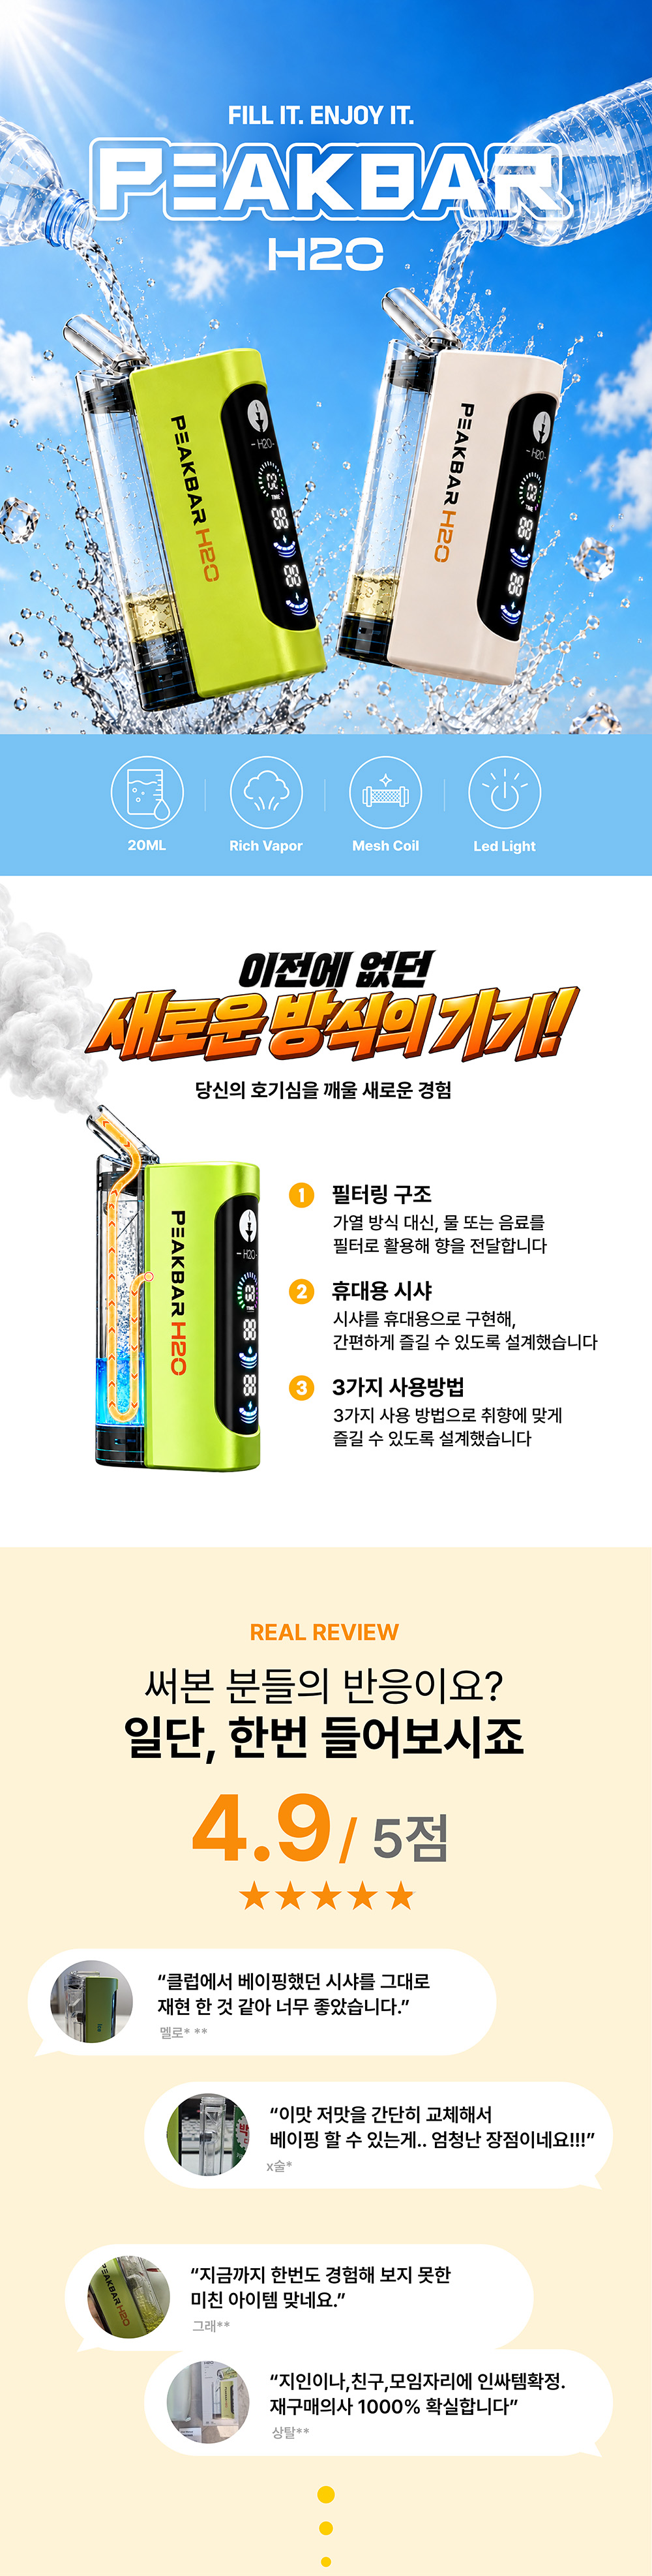 FILL IT. ENJOY IT.
PEAKBAR
H2O
PEAKBAR H2O
- H2O -
PEAKBAR H2O
- H2O -
20ML
Rich Vapor
Mesh Coil
Led Light
이전에 없던
새로운 방식의 기기!
당신의 호기심을 깨울 새로운 경험
PEAKBAR H2O
- H2O -
1 필터링 구조
가열 방식 대신, 물 또는 음료를
필터로 활용해 향을 전달합니다
2 휴대용 시샤
시샤를 휴대용으로 구현해,
간편하게 즐길 수 있도록 설계했습니다
3 3가지 사용방법
3가지 사용 방법으로 취향에 맞게
즐길 수 있도록 설계했습니다
REAL REVIEW
써본 분들의 반응이요?
일단, 한번 들어보시죠
4.9 / 5점
“클럽에서 베이핑했던 시샤를 그대로
재현 한 것 같아 너무 좋았습니다.”
멜로* **
“이맛 저맛을 간단히 교체해서
베이핑 할 수 있는게.. 엄청난 장점이네요!!!”
x술*
“지금까지 한번도 경험해 보지 못한
미친 아이템 맞네요.”
그래**
PEAKBAR H2O
“지인이나,친구,모임자리에 인싸템확정.
재구매의사 1000% 확실합니다”
상탈**